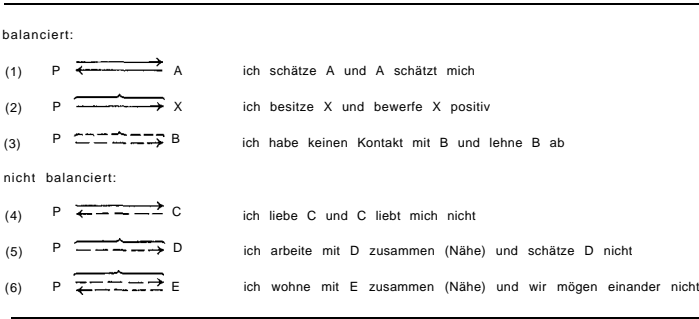 balanciert:
(1) P A ich schätze A und A schätzt mich
(2) P X ich besitze X und bewerfe X positiv
(3) P B ich habe keinen Kontakt mit B und lehne B ab
nicht balanciert:
(4) P C ich liebe C und C liebt mich nicht
(5) P D ich arbeite mit D zusammen (Nähe) und schätze D nicht
(6) P E ich wohne mit E zusammen (Nähe) und wir mögen einander nicht